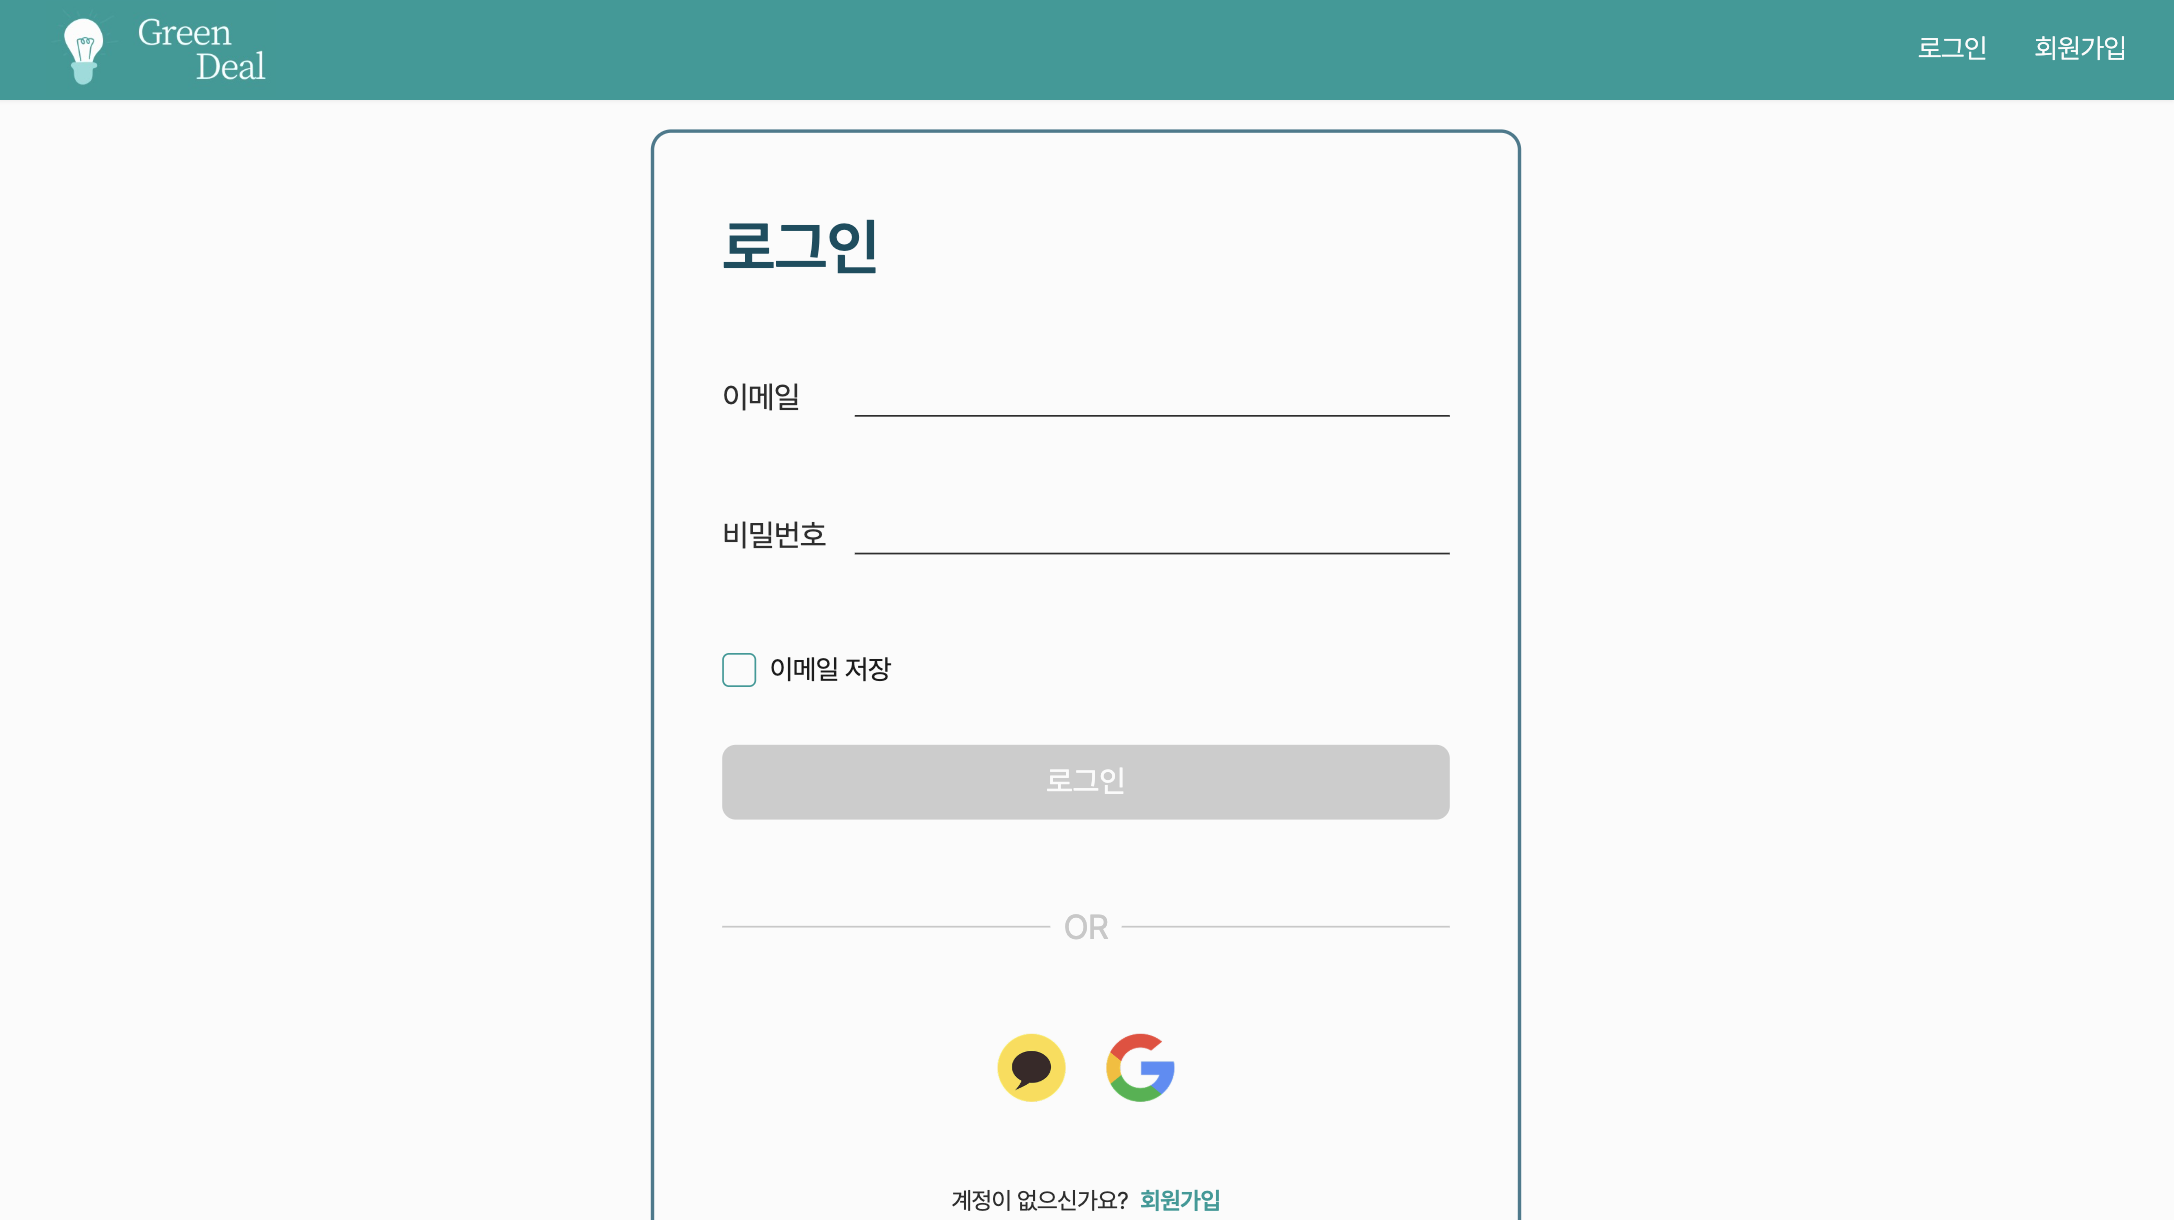 Green
Deal
로그인
회원가입
로그인
이메일
비밀번호
이메일 저장
로그인
OR
계정이 없으신가요? 회원가입